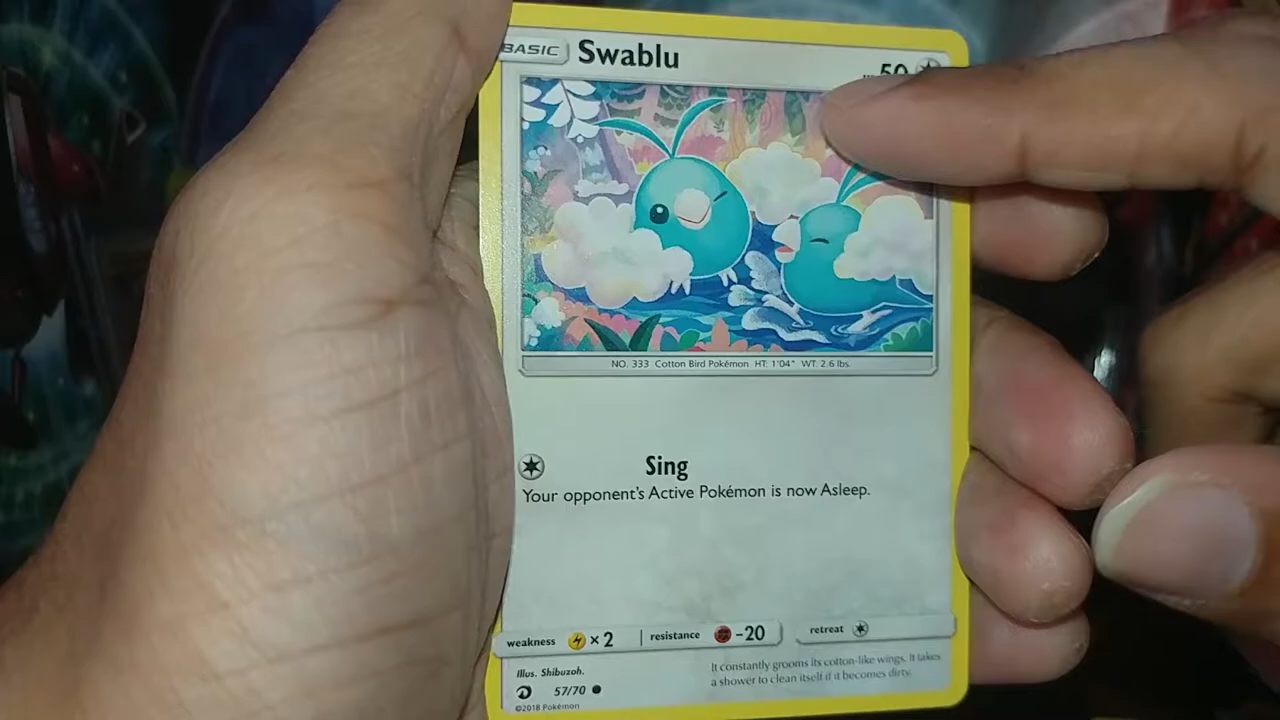 BASIC Swablu 50
NO. 333 Cotton Bird Pokémon HT: 1'04" WT: 2.6 lbs.
Sing
Your opponent's Active Pokémon is now Asleep.
weakness ×2 resistance -20 retreat
Illus. Shibuzoh.
It constantly grooms its cotton-like wings. It takes
a shower to clean itself if it becomes dirty.
57/70
©2018 Pokémon